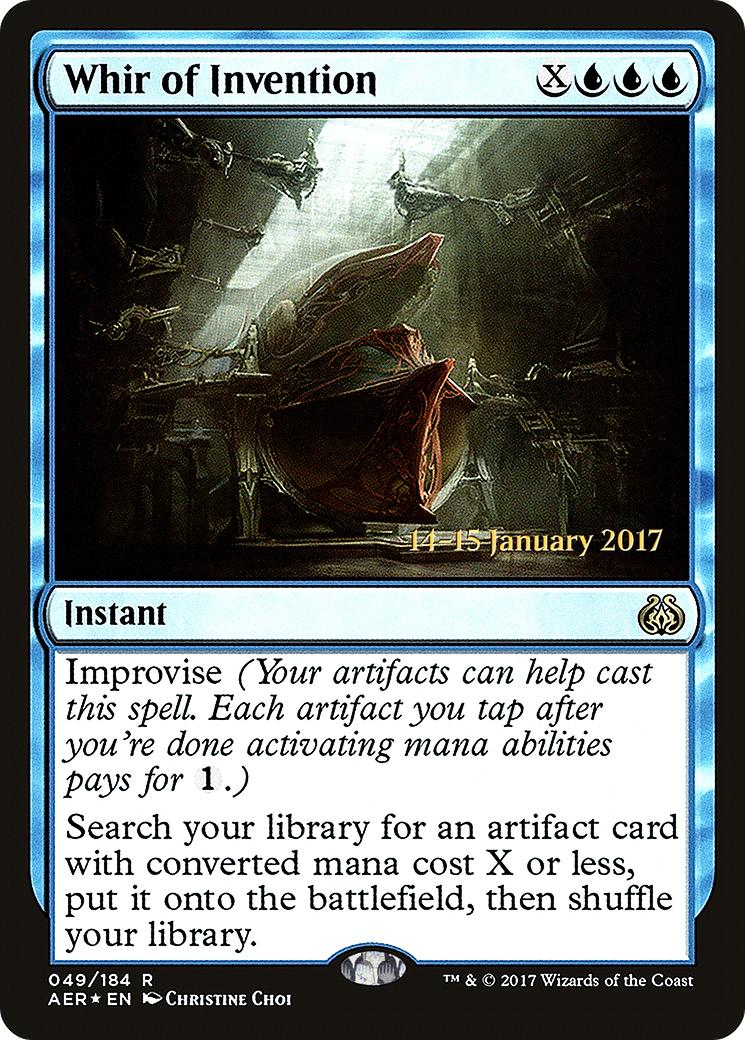 Whir of Invention X
14-15 January 2017
Instant
Improvise (Your artifacts can help cast
this spell. Each artifact you tap after
you're done activating mana abilities
pays for 1.)
Search your library for an artifact card
with converted mana cost X or less,
put it onto the battlefield, then shuffle
your library.
049/184 R
™ & © 2017 Wizards of the Coast
AER★EN Christine Choi